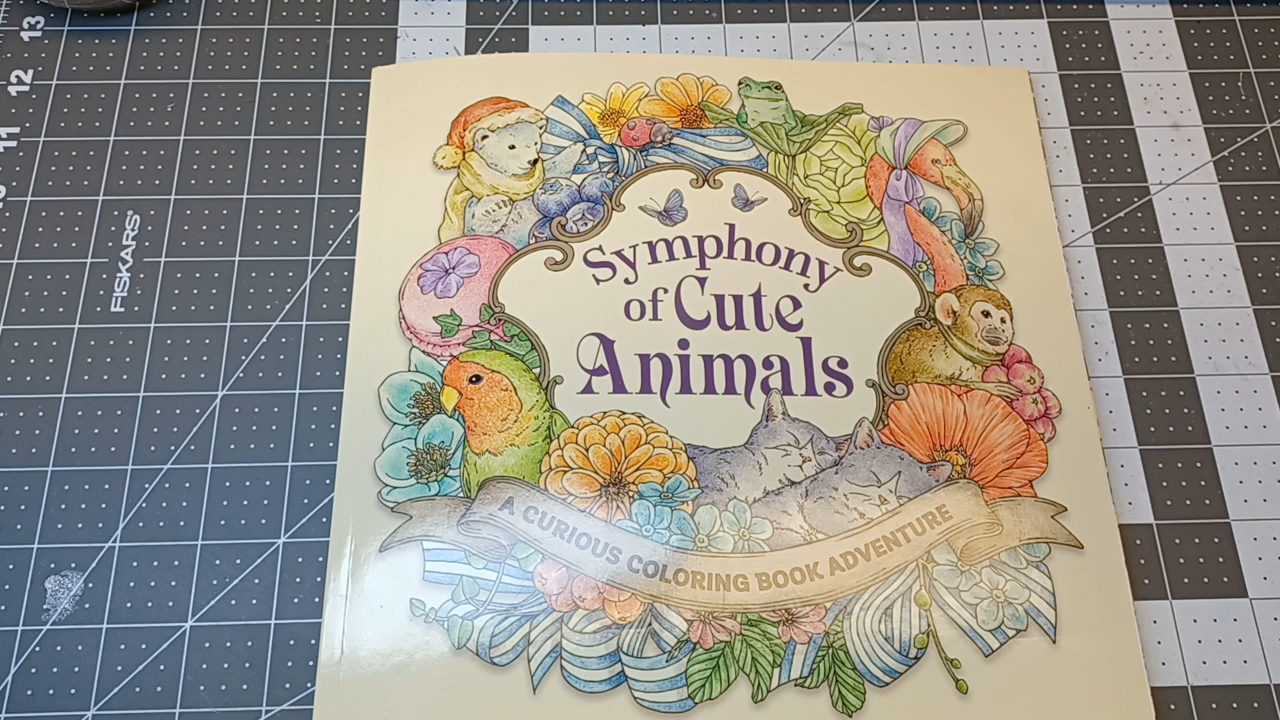 13
12
11
FISKARS®
Symphony
of Cute
Animals
A CURIOUS COLORING BOOK ADVENTURE